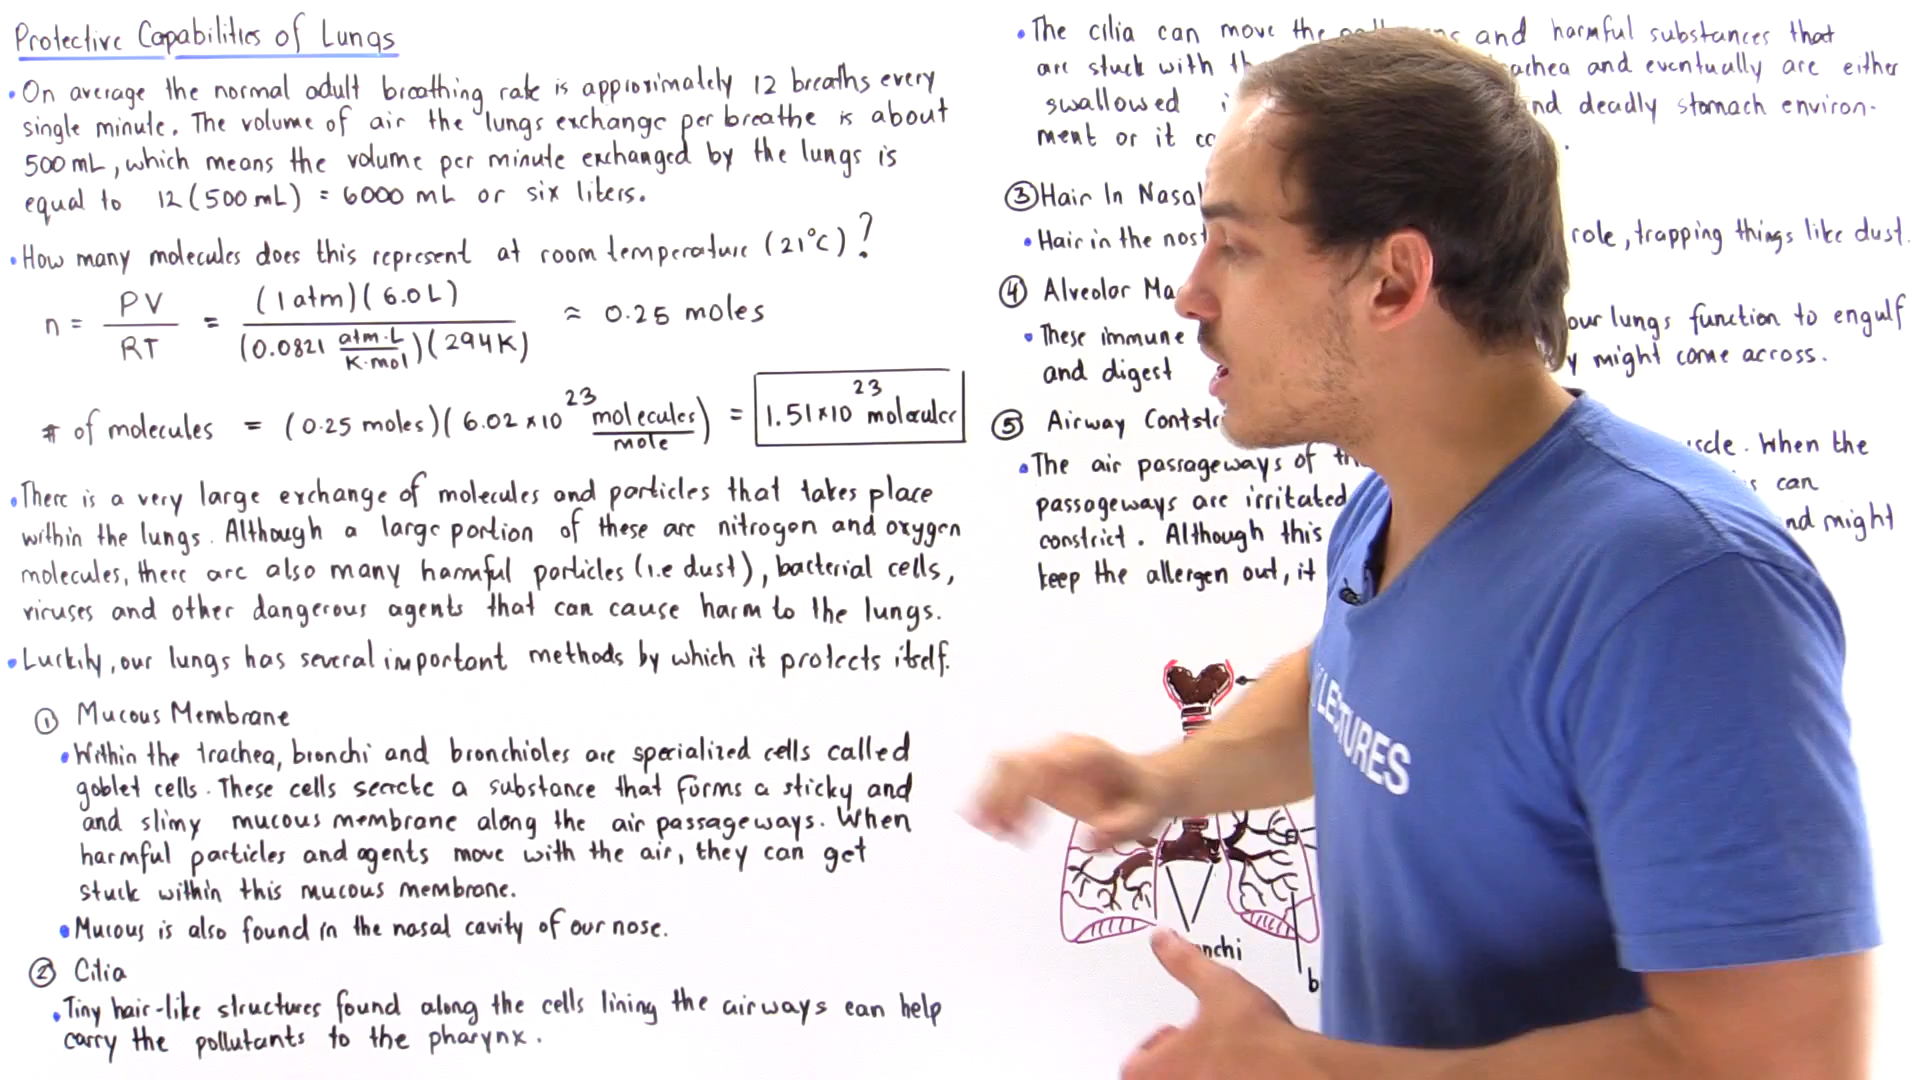 Protective Capabilities of Lungs
• On average the normal adult breathing rate is approximately 12 breaths every
single minute. The volume of air the lungs exchange per breathe is about
500 mL, which means the volume per minute exchanged by the lungs is
equal to 12 (500 mL) = 6000 mL or six liters.
• How many molecules does this represent at room temperature (21°C)?
n = PV / RT = (1 atm)(6.0 L) / (0.0821 atm·L / K·mol)(294 K) ≈ 0.25 moles
# of molecules = (0.25 moles)(6.02 × 10^23 molecules / mole) = 1.51 × 10^23 molecules
• There is a very large exchange of molecules and particles that takes place
within the lungs. Although a large portion of these are nitrogen and oxygen
molecules, there are also many harmful particles (i.e dust), bacterial cells,
viruses and other dangerous agents that can cause harm to the lungs.
• Luckily, our lungs has several important methods by which it protects itself.
① Mucous Membrane
• Within the trachea, bronchi and bronchioles are specialized cells called
goblet cells. These cells secrete a substance that forms a sticky and
and slimy mucous membrane along the air passageways. When
harmful particles and agents move with the air, they can get
stuck within this mucous membrane.
• Mucous is also found in the nasal cavity of our nose.
② Cilia
• Tiny hair-like structures found along the cells lining the airways can help
carry the pollutants to the pharynx.
• The cilia can move the and harmful substances that
are stuck with and eventually are either
swallowed deadly stomach environ-
ment or it
③ Hair In
• Hair in the role, trapping things like dust.
④ Alveolar
• These immune our lungs function to engulf
and digest might come across.
⑤ Airway
• The air passageways of When the
passageways are irritated can
constrict. Although this might
keep the allergen out, it
LECTURES